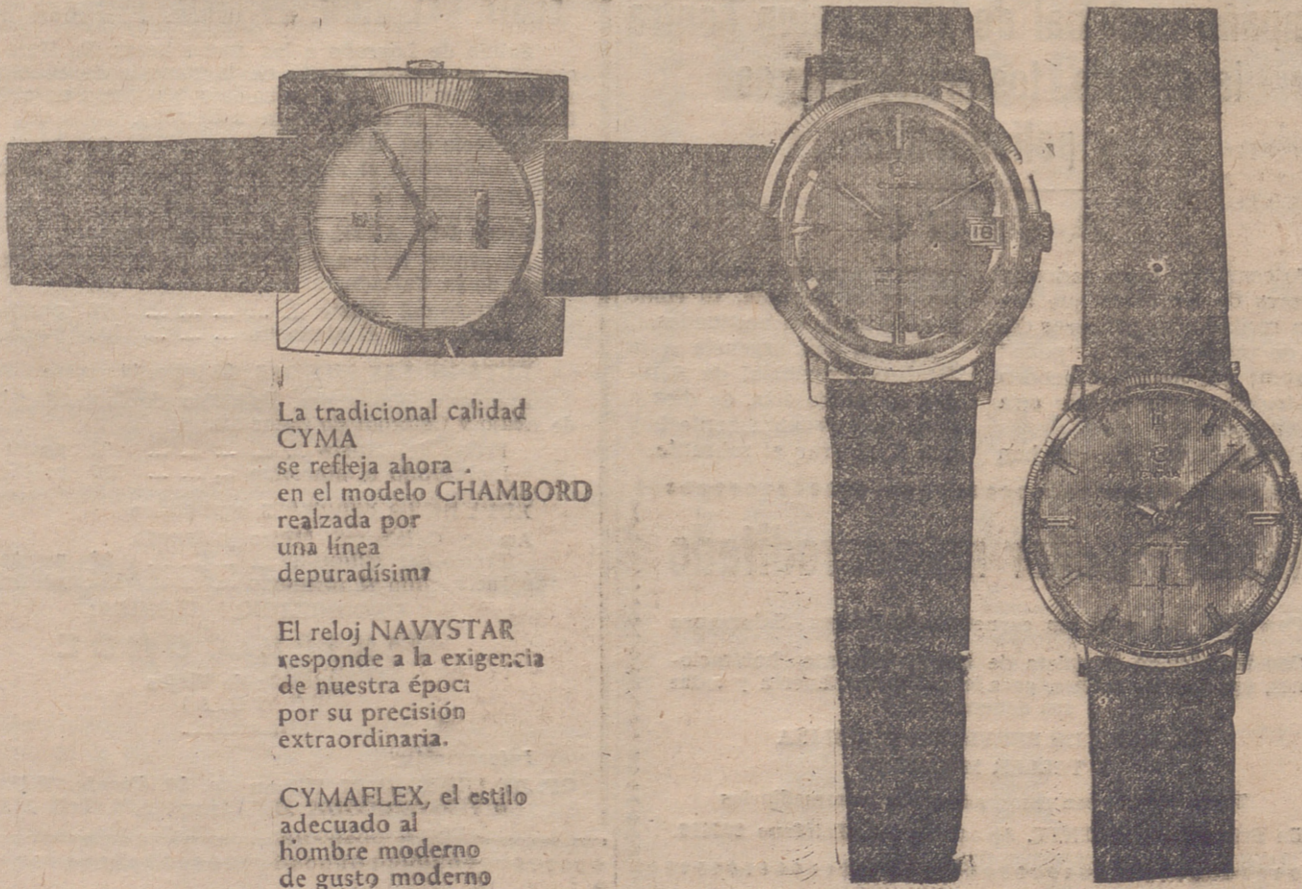 La tradicional calidad
CYMA
se refleja ahora .
en el modelo CHAMBORD
realzada por
una línea
depuradísima
El reloj NAVYSTAR
responde a la exigencia
de nuestra época
por su precisión
extraordinaria.
CYMAFLEX, el estilo
adecuado al
hombre moderno
de gusto moderno
18